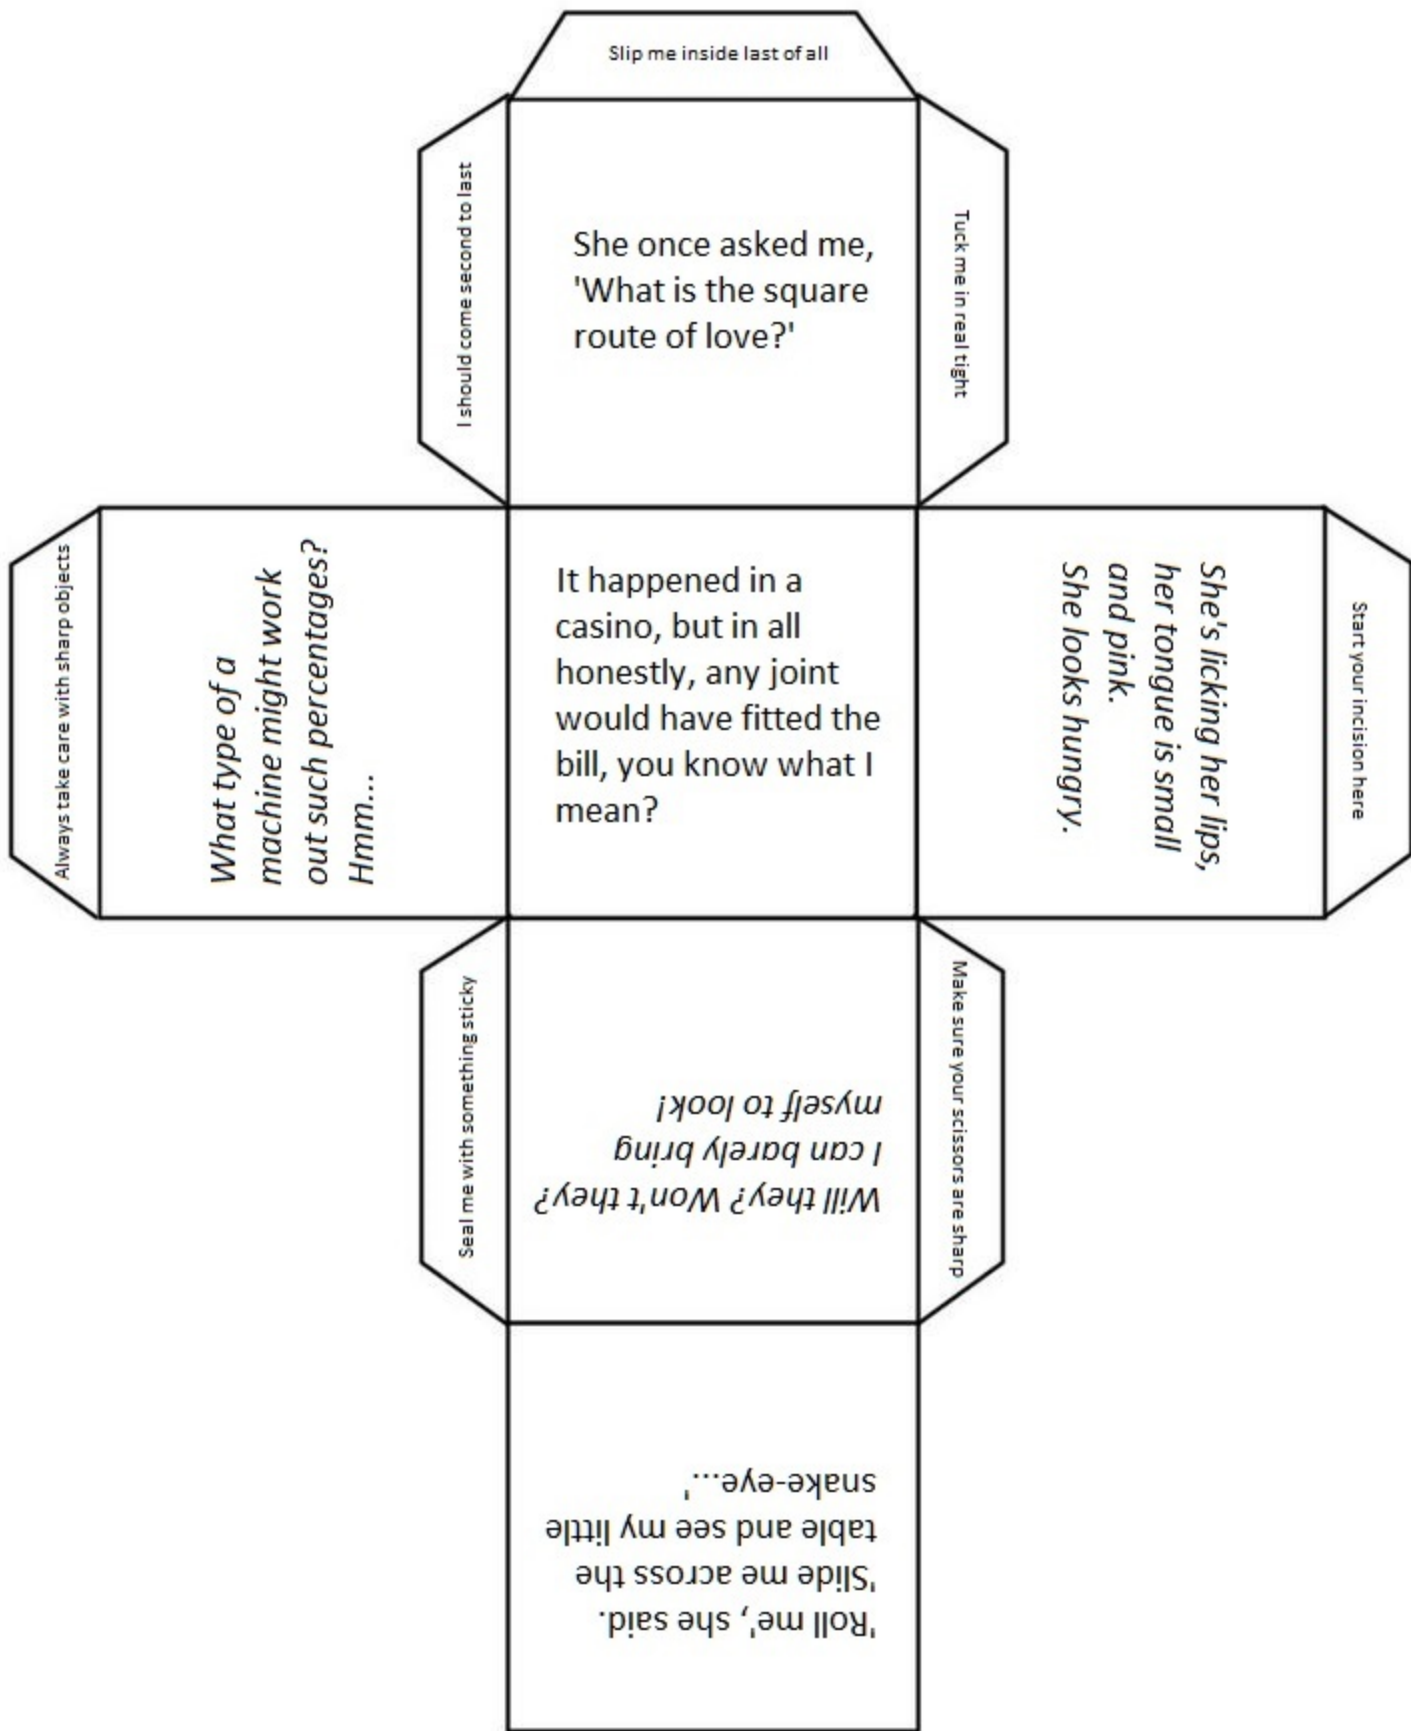 Slip me inside last of all
I should come second to last
She once asked me,
'What is the square
route of love?'
Tuck me in real tight
Always take care with sharp objects
What type of a
machine might work
out such percentages?
Hmm...
It happened in a
casino, but in all
honestly, any joint
would have fitted the
bill, you know what I
mean?
She's licking her lips,
her tongue is small
and pink.
She looks hungry.
Start your incision here
Seal me with something sticky
Will they? Won't they?
I can barely bring
myself to look!
Make sure your scissors are sharp
'Roll me', she said.
'Slide me across the
table and see my little
snake-eye...'